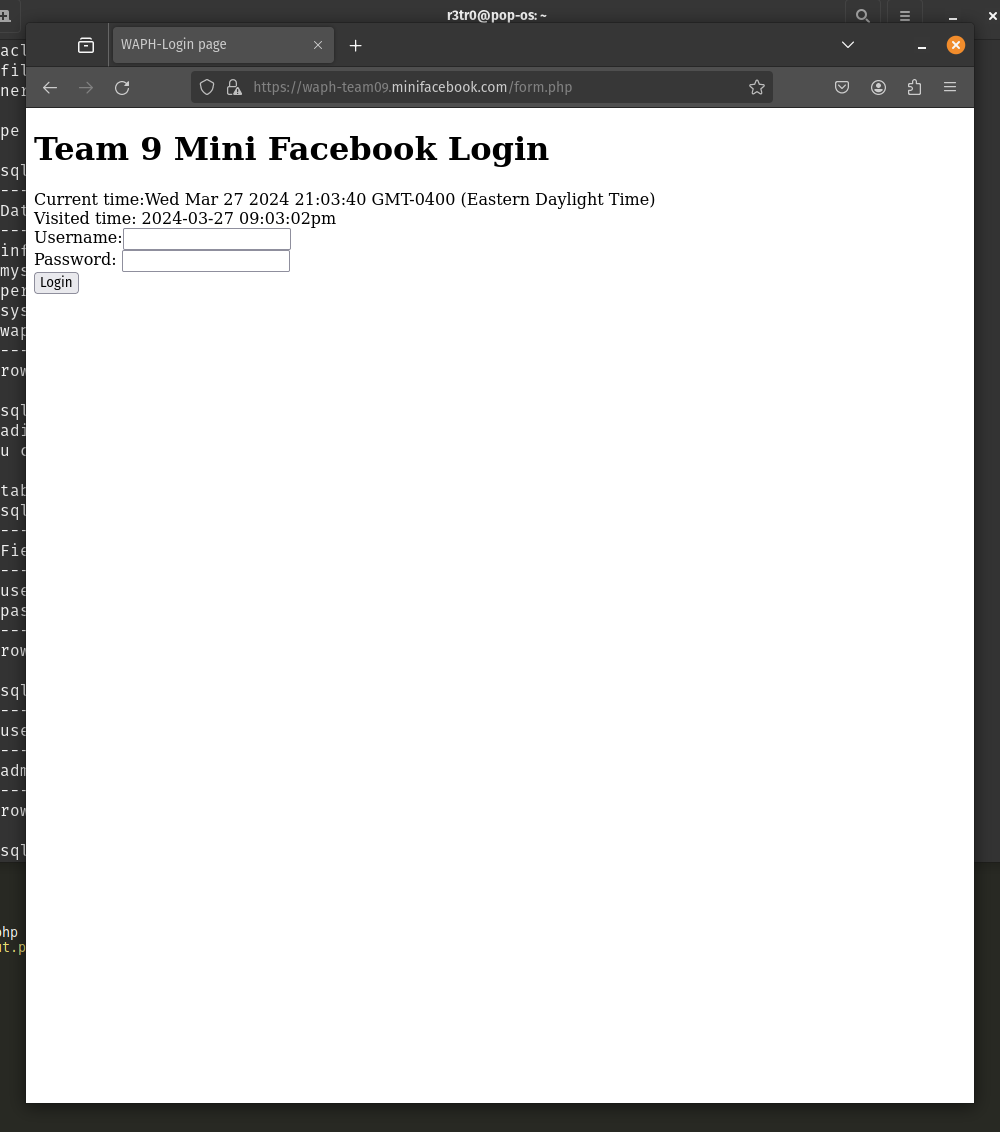 r3tr0@pop-os: ~
WAPH-Login page
https://waph-team09.minifacebook.com/form.php
Team 9 Mini Facebook Login
Current time:Wed Mar 27 2024 21:03:40 GMT-0400 (Eastern Daylight Time)
Visited time: 2024-03-27 09:03:02pm
Username:
Password:
Login
acl
fil
ner
pe
sql
---
Dat
---
inf
mys
per
sys
wap
---
row
sql
adi
u c
tab
sql
---
Fie
---
use
pas
---
row
sql
---
use
---
adm
---
row
sql
php
ut.p